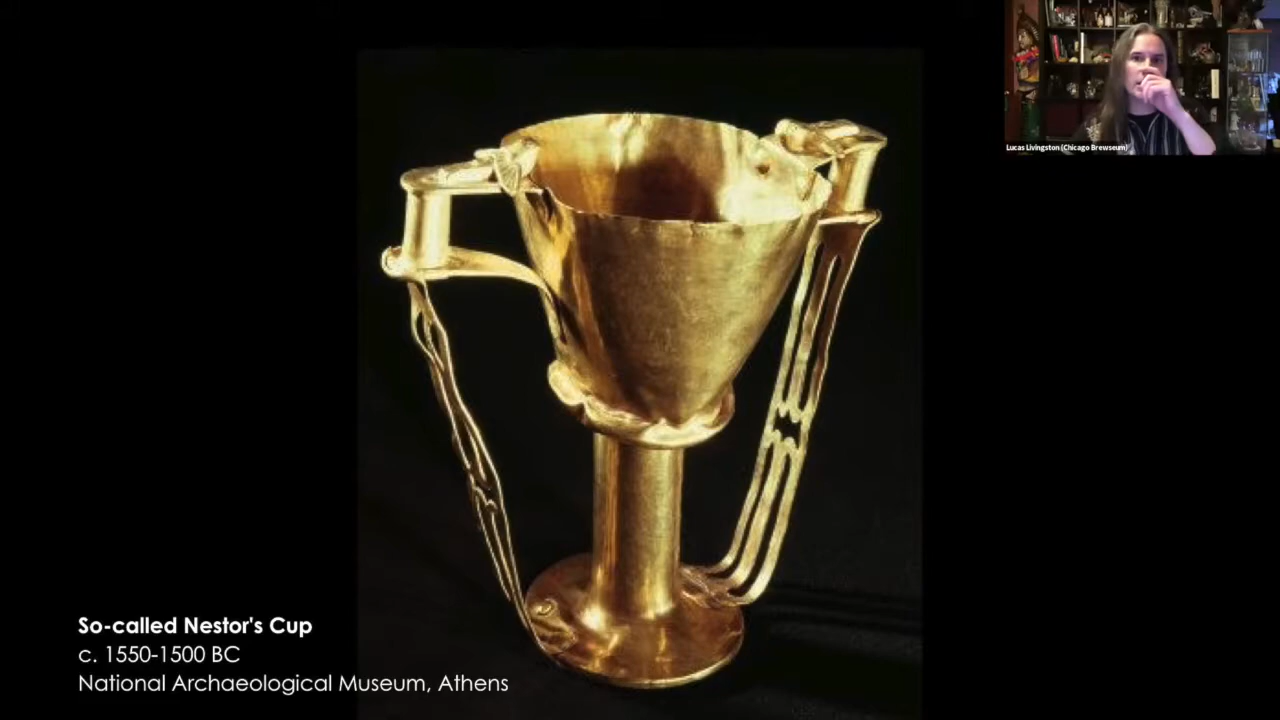 Lucas Livingston (Chicago Brewseum)
So-called Nestor's Cup
c. 1550-1500 BC
National Archaeological Museum, Athens